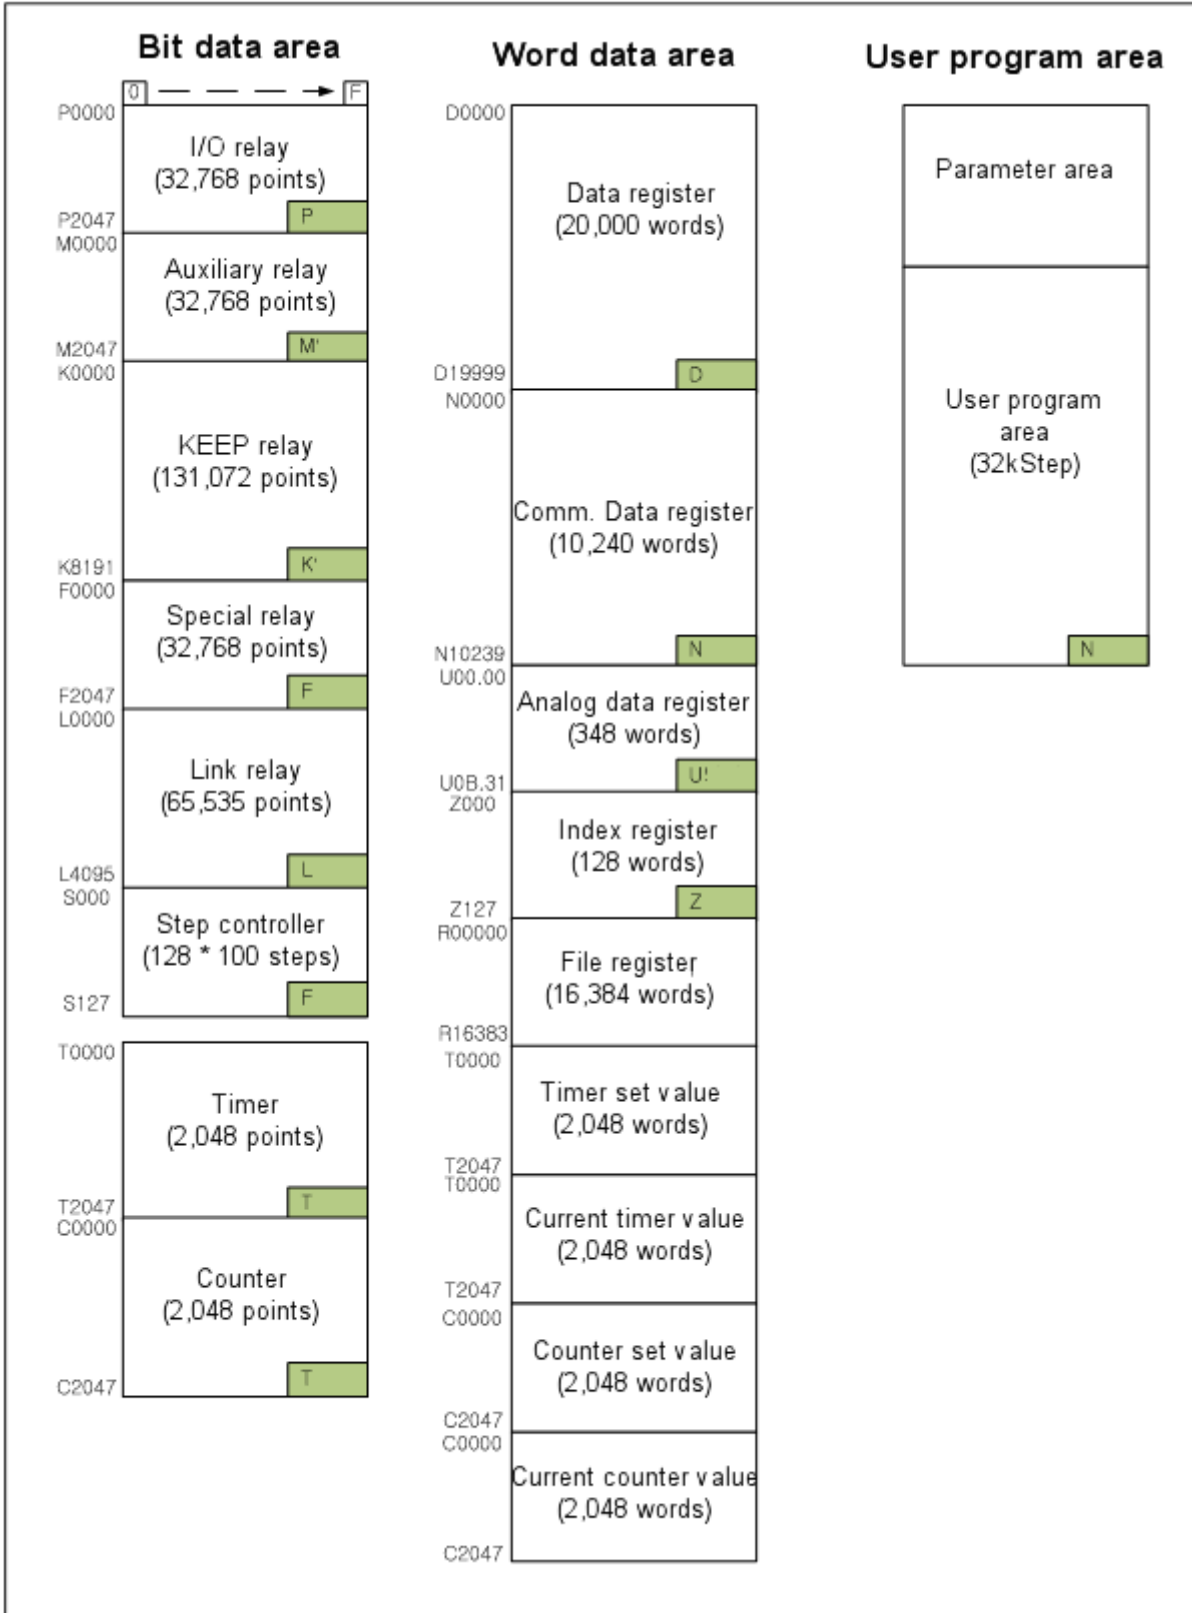 Bit data area
0
F
P0000
I/O relay
(32,768 points)
P
P2047
M0000
Auxiliary relay
(32,768 points)
M'
M2047
K0000
KEEP relay
(131,072 points)
K'
K8191
F0000
Special relay
(32,768 points)
F
F2047
L0000
Link relay
(65,535 points)
L
L4095
S000
Step controller
(128 * 100 steps)
F
S127
T0000
Timer
(2,048 points)
T
T2047
C0000
Counter
(2,048 points)
T
C2047
Word data area
D0000
Data register
(20,000 words)
D
D19999
N0000
Comm. Data register
(10,240 words)
N
N10239
U00.00
Analog data register
(348 words)
U!
U0B.31
Z000
Index register
(128 words)
Z
Z127
R00000
File register
(16,384 words)
R16383
T0000
Timer set value
(2,048 words)
T2047
T0000
Current timer value
(2,048 words)
T2047
C0000
Counter set value
(2,048 words)
C2047
C0000
Current counter value
(2,048 words)
C2047
User program area
Parameter area
User program
area
(32kStep)
N